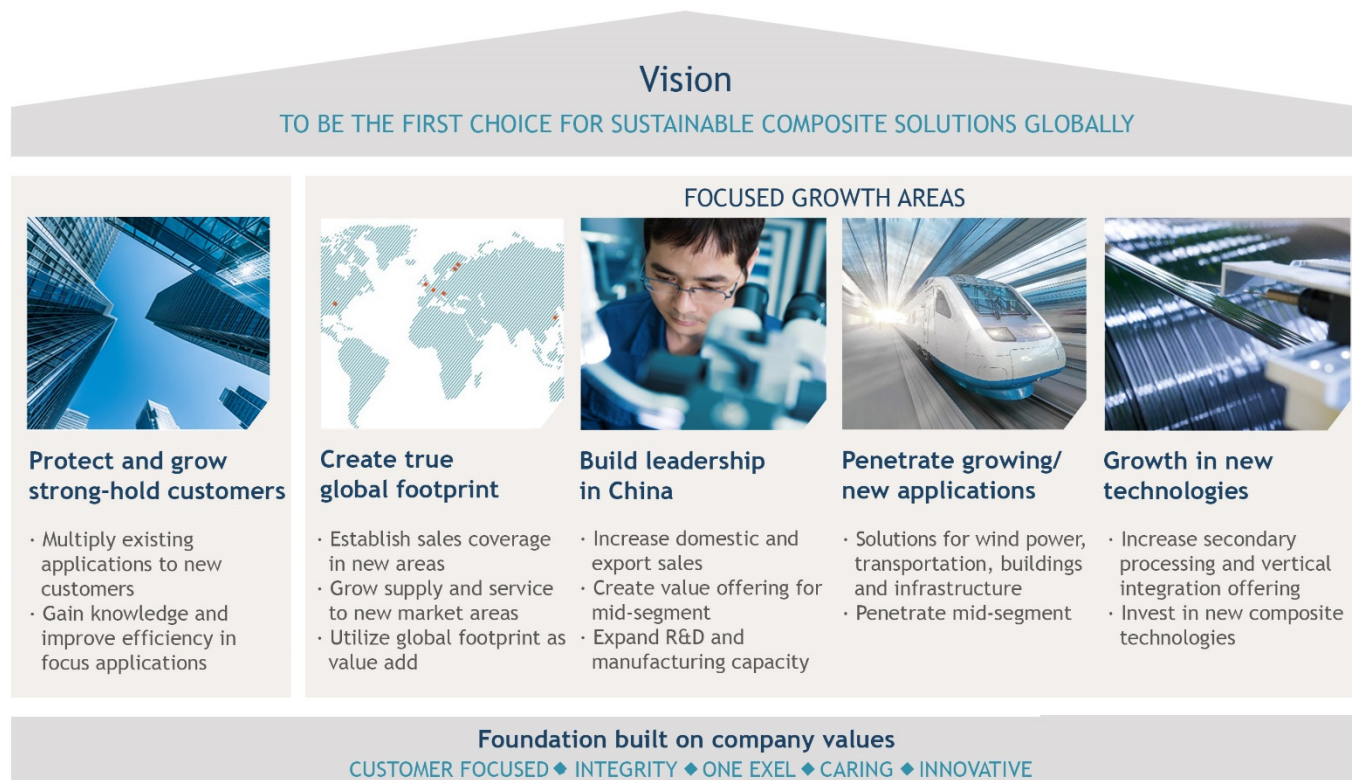 Vision
TO BE THE FIRST CHOICE FOR SUSTAINABLE COMPOSITE SOLUTIONS GLOBALLY
FOCUSED GROWTH AREAS
Protect and grow
strong-hold customers
· Multiply existing
applications to new
customers
· Gain knowledge and
improve efficiency in
focus applications
Create true
global footprint
· Establish sales coverage
in new areas
· Grow supply and service
to new market areas
· Utilize global footprint as
value add
Build leadership
in China
· Increase domestic and
export sales
· Create value offering for
mid-segment
· Expand R&D and
manufacturing capacity
Penetrate growing/
new applications
· Solutions for wind power,
transportation, buildings
and infrastructure
· Penetrate mid-segment
Growth in new
technologies
· Increase secondary
processing and vertical
integration offering
· Invest in new composite
technologies
Foundation built on company values
CUSTOMER FOCUSED ◆ INTEGRITY ◆ ONE EXEL ◆ CARING ◆ INNOVATIVE